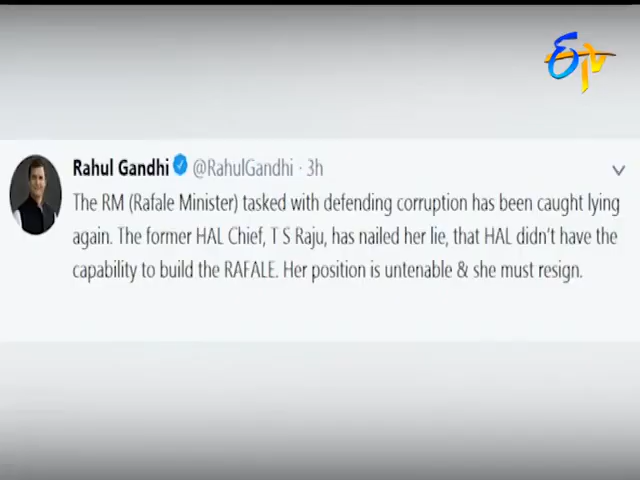 ETV
Rahul Gandhi @RahulGandhi · 3h
The RM (Rafale Minister) tasked with defending corruption has been caught lying
again. The former HAL Chief, T S Raju, has nailed her lie, that HAL didn't have the
capability to build the RAFALE. Her position is untenable & she must resign.